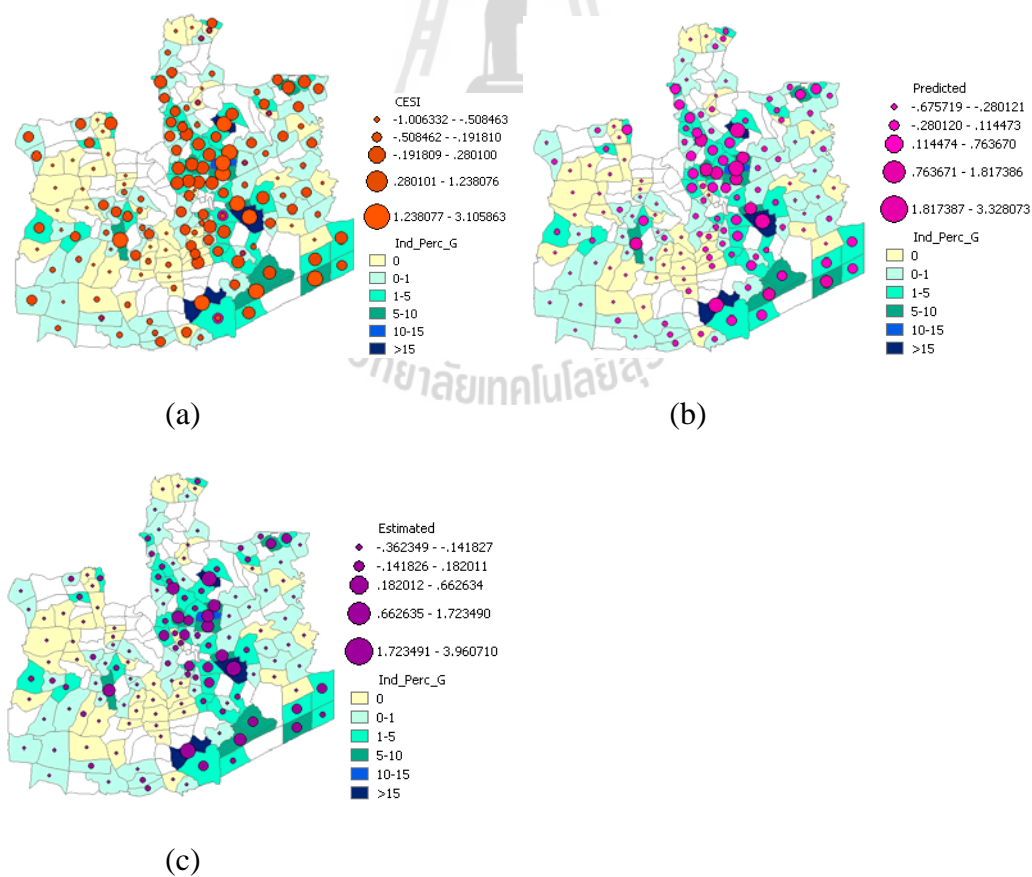 CESI
-1.006332 - -.508463
-.508462 - -.191810
-.191809 - .280100
.280101 - 1.238076
1.238077 - 3.105863
Ind_Perc_G
0
0-1
1-5
5-10
10-15
>15
(a)
Predicted
-.675719 - -.280121
-.280120 - .114473
.114474 - .763670
.763671 - 1.817386
1.817387 - 3.328073
Ind_Perc_G
0
0-1
1-5
5-10
10-15
>15
(b)
Estimated
-.362349 - -.141827
-.141826 - .182011
.182012 - .662634
.662635 - 1.723490
1.723491 - 3.960710
Ind_Perc_G
0
0-1
1-5
5-10
10-15
>15
(c)